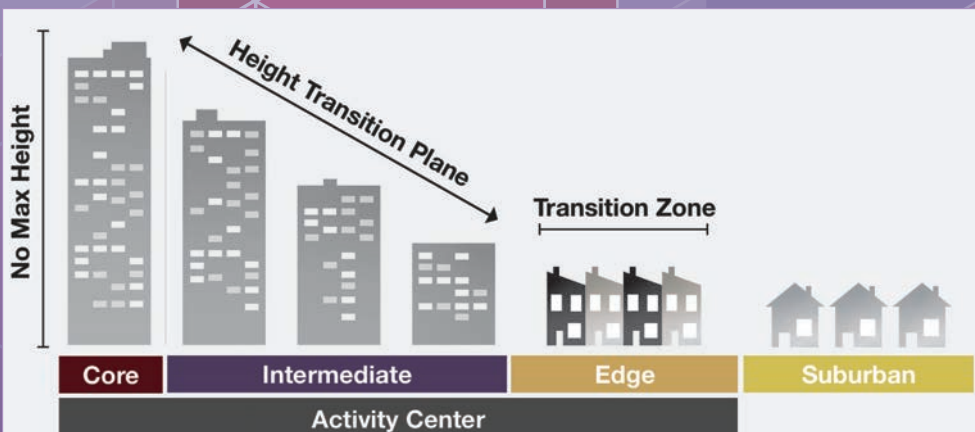 No Max Height
Height Transition Plane
Transition Zone
Core
Intermediate
Edge
Suburban
Activity Center